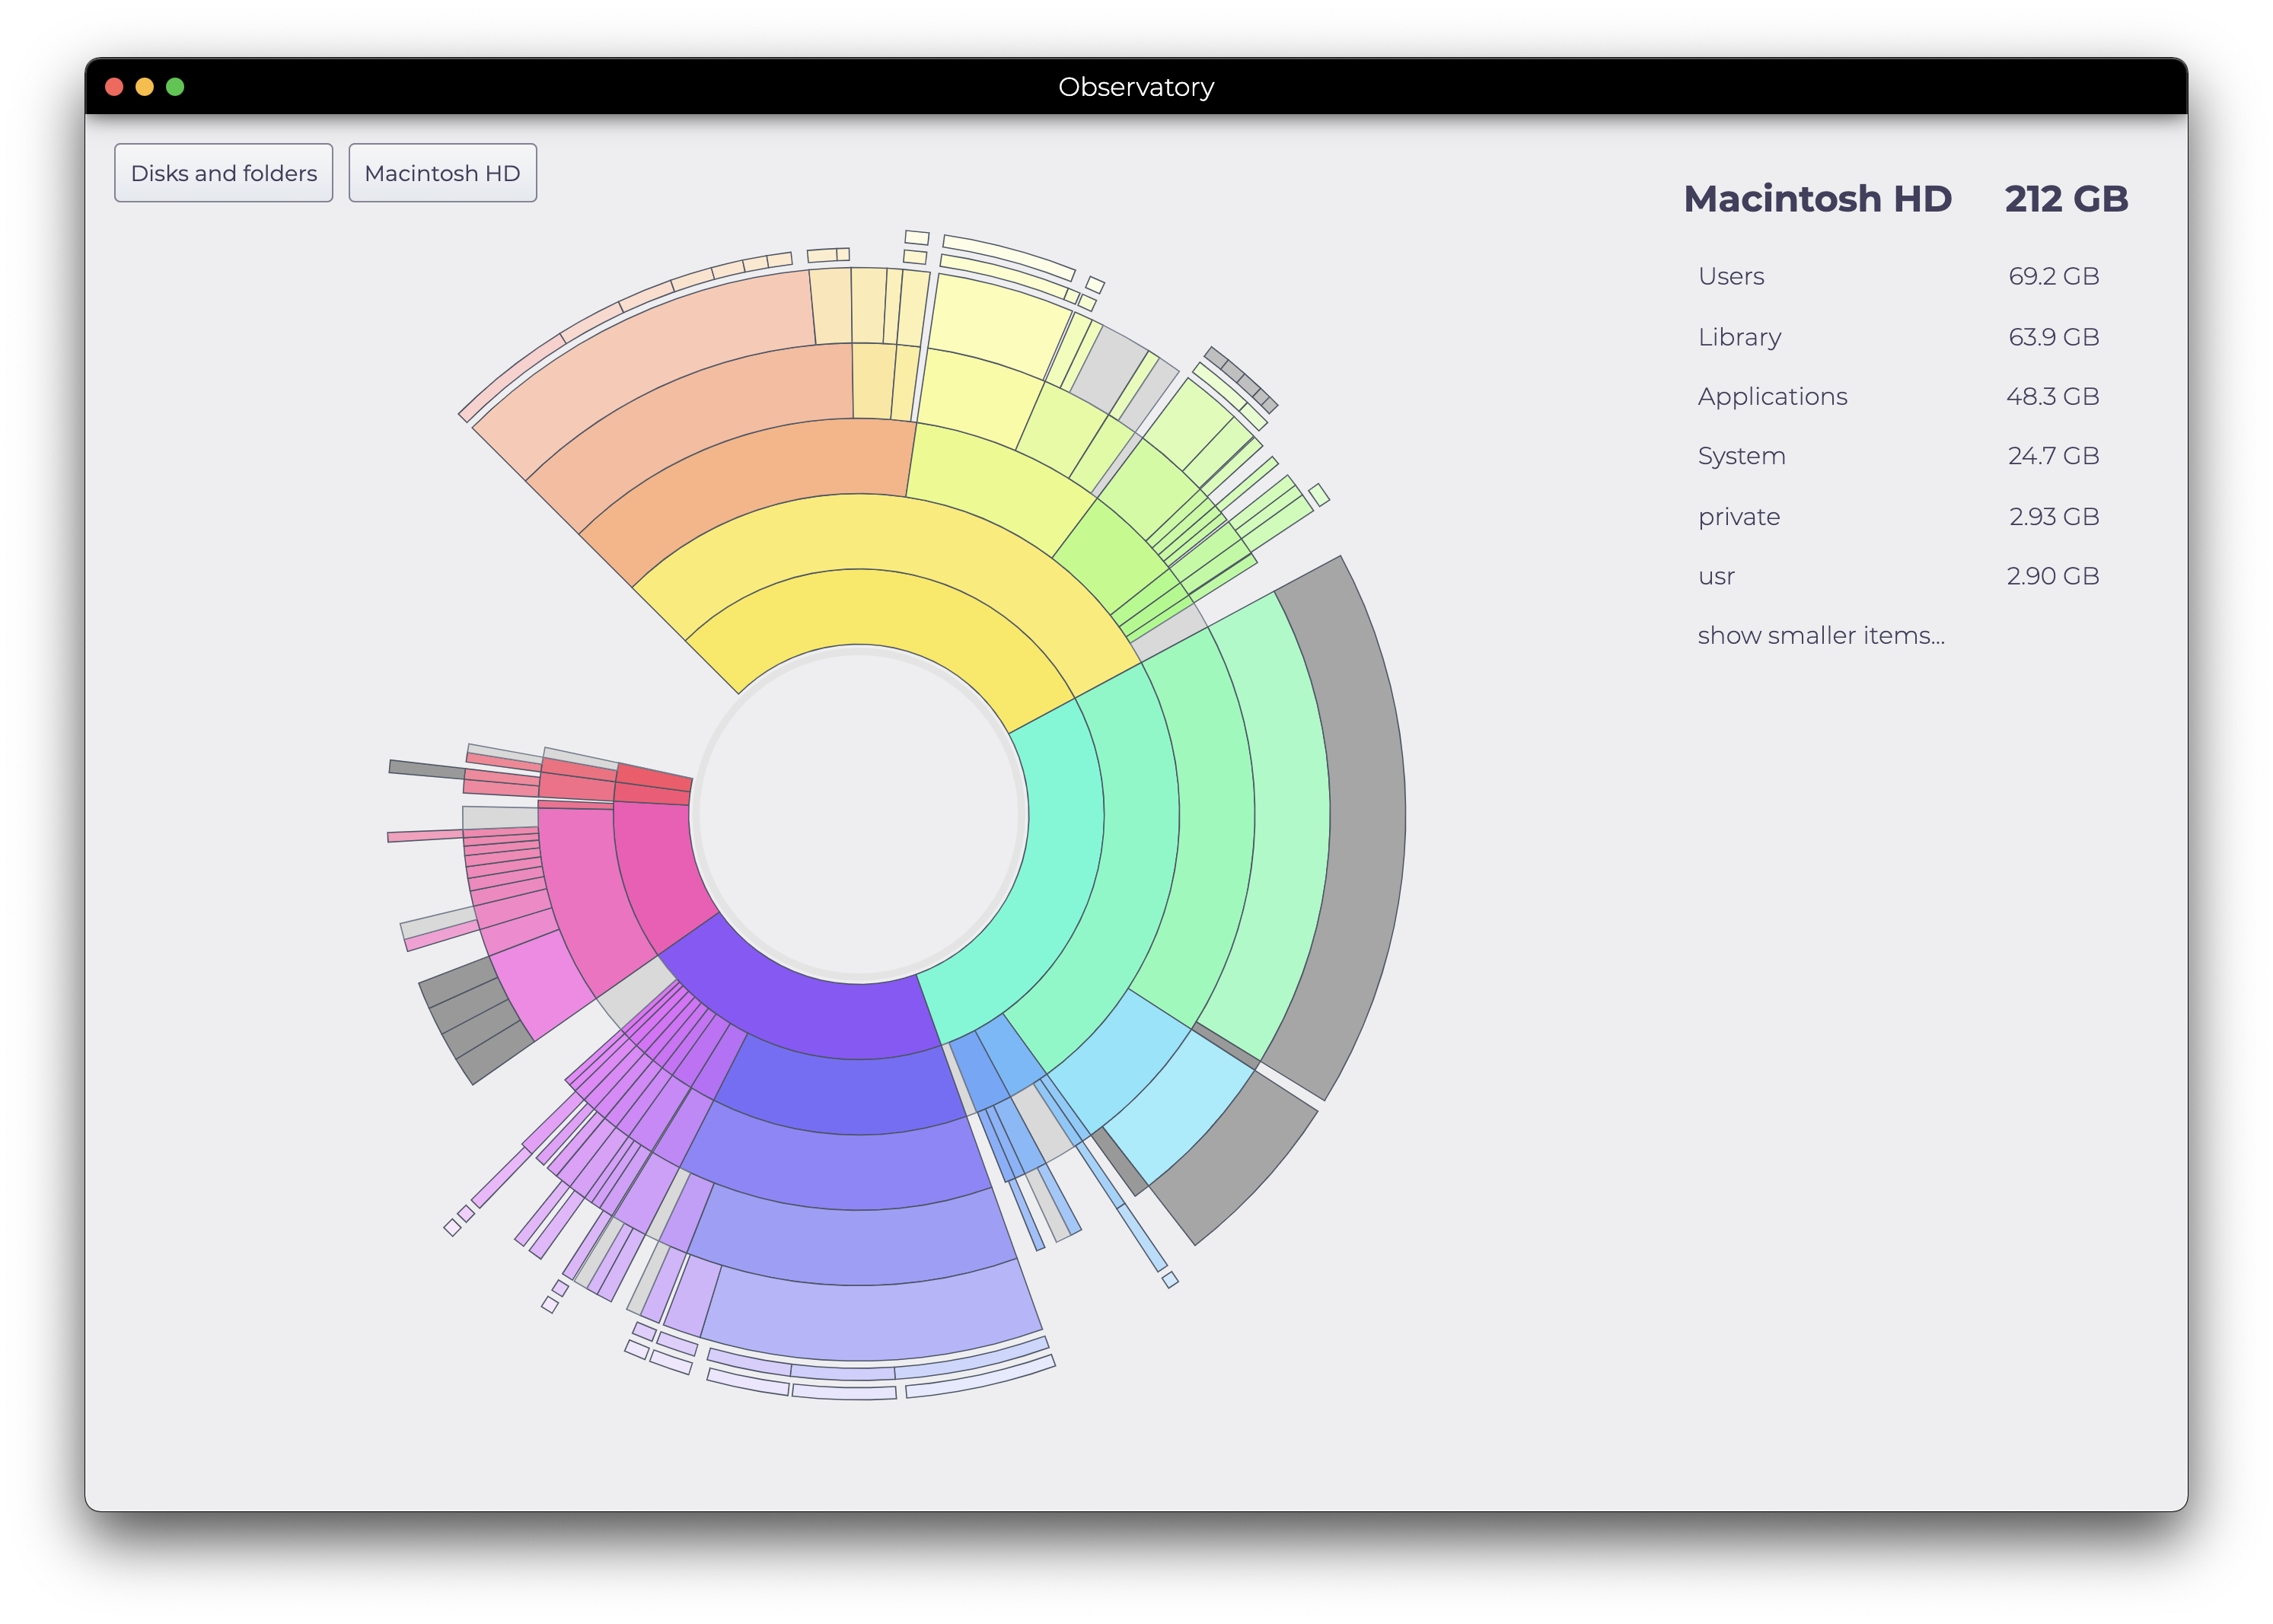 Observatory
Disks and folders
Macintosh HD
Macintosh HD 212 GB
Users 69.2 GB
Library 63.9 GB
Applications 48.3 GB
System 24.7 GB
private 2.93 GB
usr 2.90 GB
show smaller items...